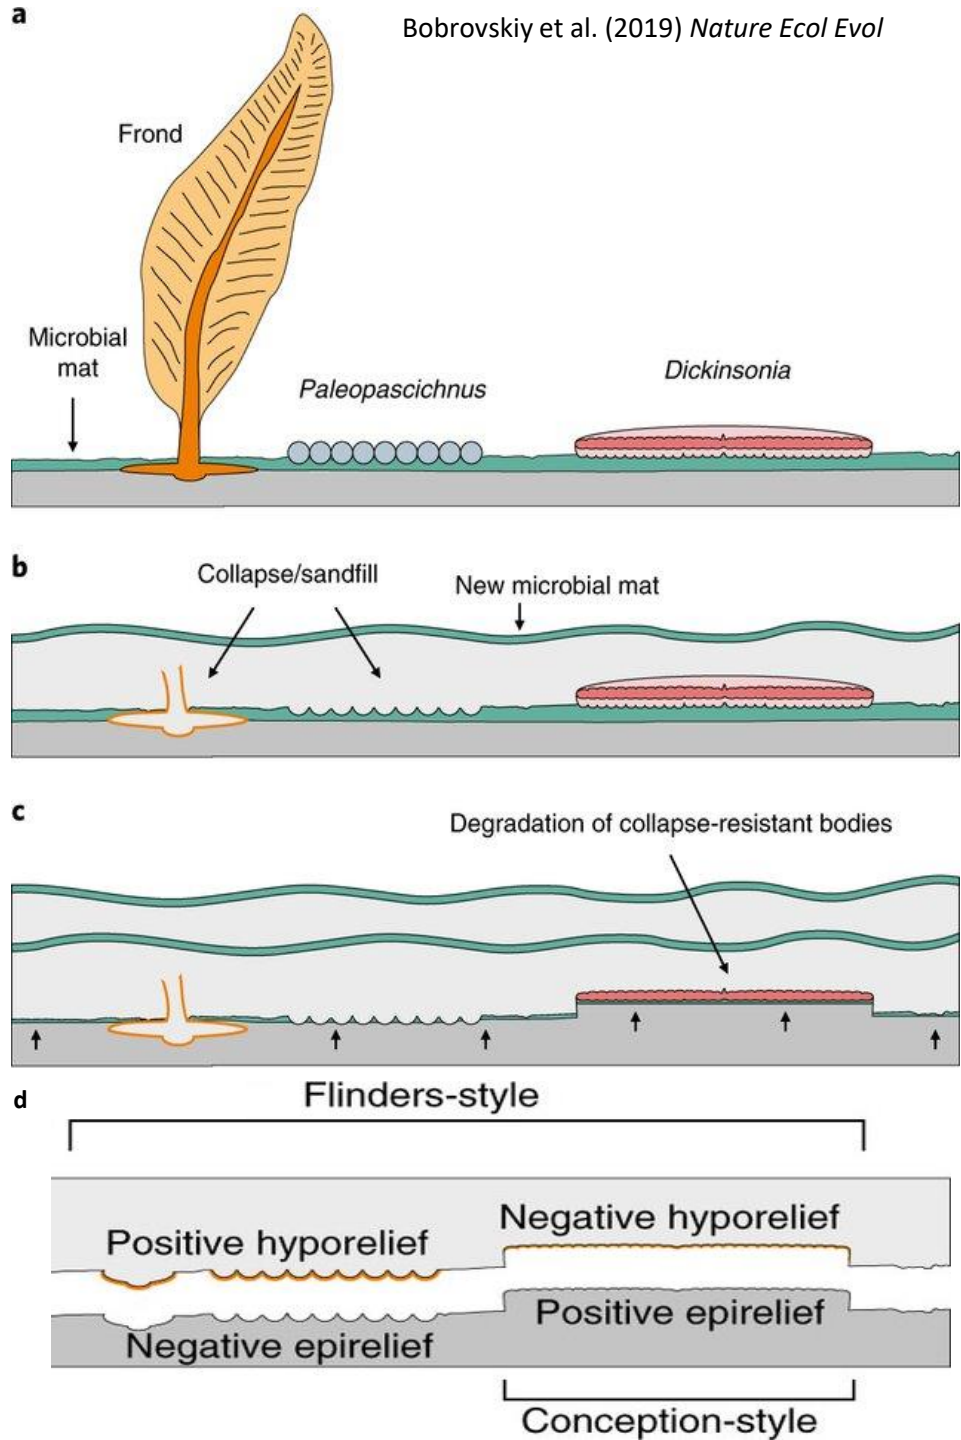 a
Bobrovskiy et al. (2019) Nature Ecol Evol
Frond
Microbial
mat
Paleopascichnus
Dickinsonia
b
Collapse/sandfill
New microbial mat
c
Degradation of collapse-resistant bodies
d
Flinders-style
Positive hyporelief
Negative hyporelief
Negative epirelief
Positive epirelief
Conception-style